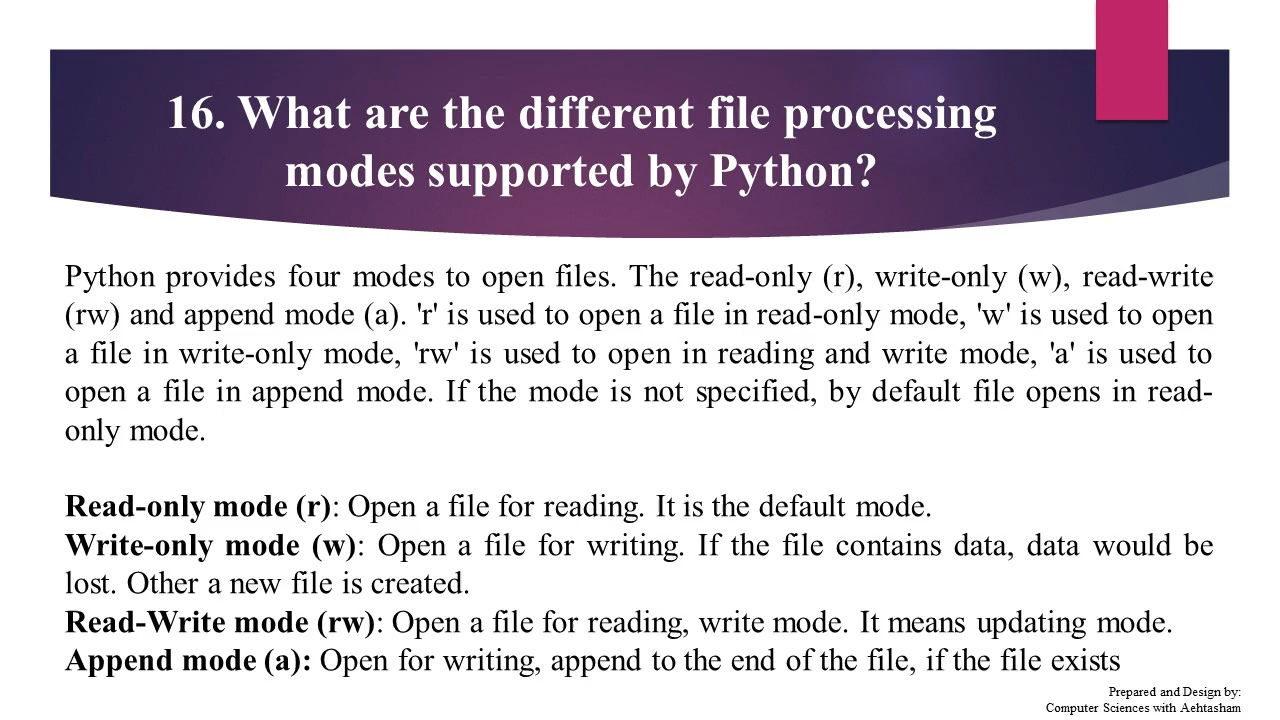 16. What are the different file processing
modes supported by Python?
Python provides four modes to open files. The read-only (r), write-only (w), read-write
(rw) and append mode (a). 'r' is used to open a file in read-only mode, 'w' is used to open
a file in write-only mode, 'rw' is used to open in reading and write mode, 'a' is used to
open a file in append mode. If the mode is not specified, by default file opens in read-
only mode.
Read-only mode (r): Open a file for reading. It is the default mode.
Write-only mode (w): Open a file for writing. If the file contains data, data would be
lost. Other a new file is created.
Read-Write mode (rw): Open a file for reading, write mode. It means updating mode.
Append mode (a): Open for writing, append to the end of the file, if the file exists
Prepared and Design by:
Computer Sciences with Aehtasham